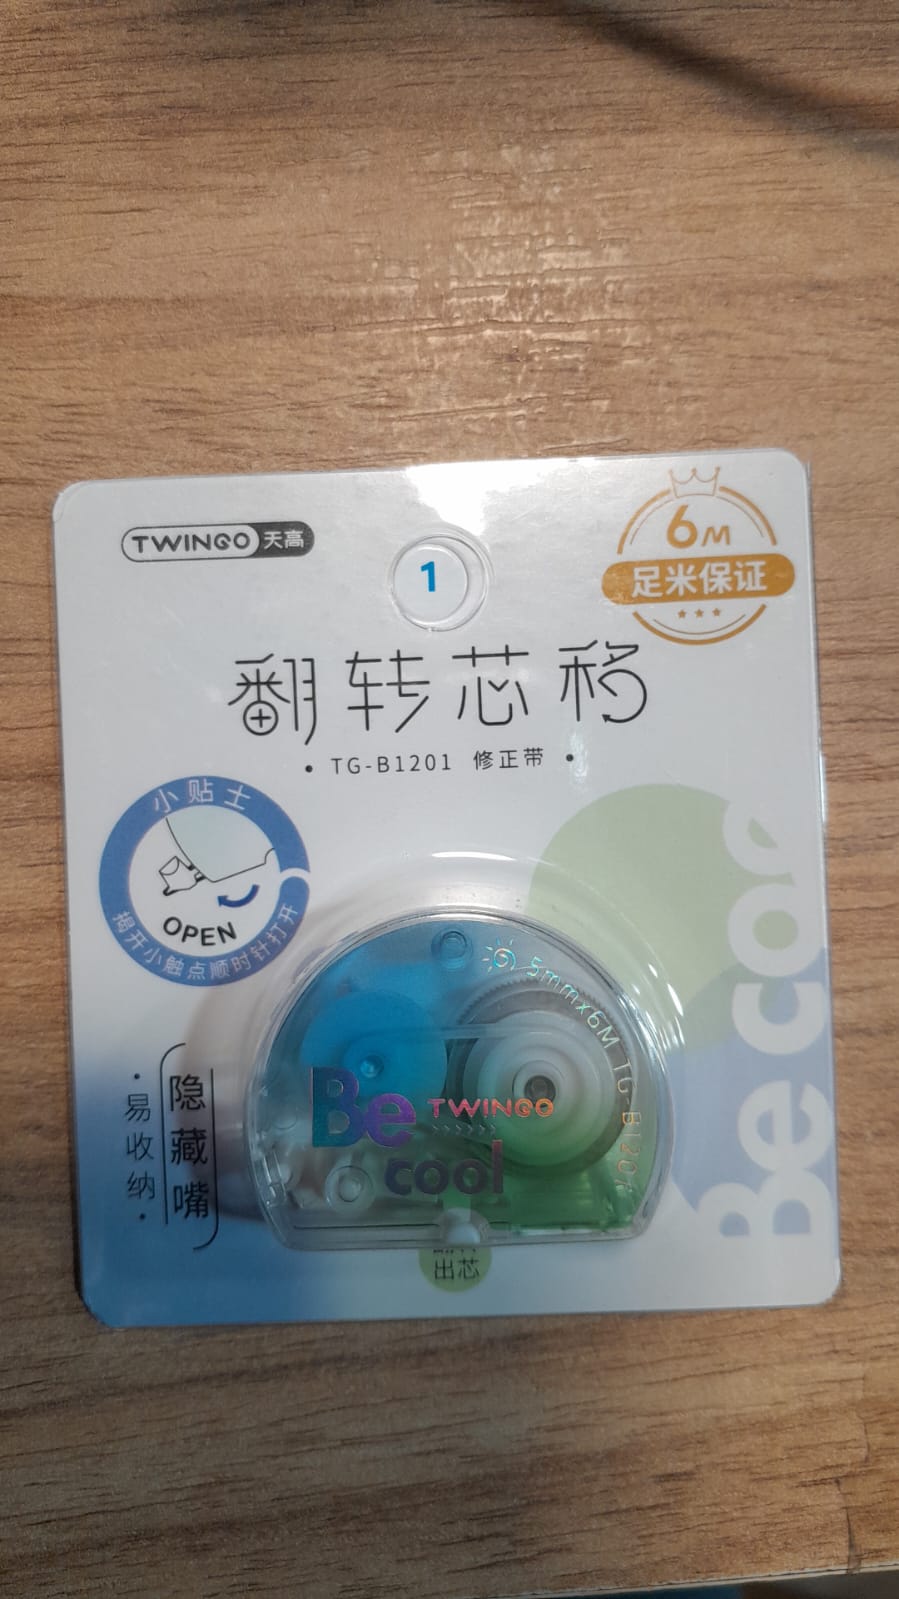 TWINGO 天高
6M
足米保证
1
翻转芯移
• TG-B1201 修正带 •
小贴士
OPEN
揭开小触点顺时针打开
隐藏嘴
•易收纳•
5mmx6M TG-B1201
Be
TWINGO
cool
出芯
Be coo